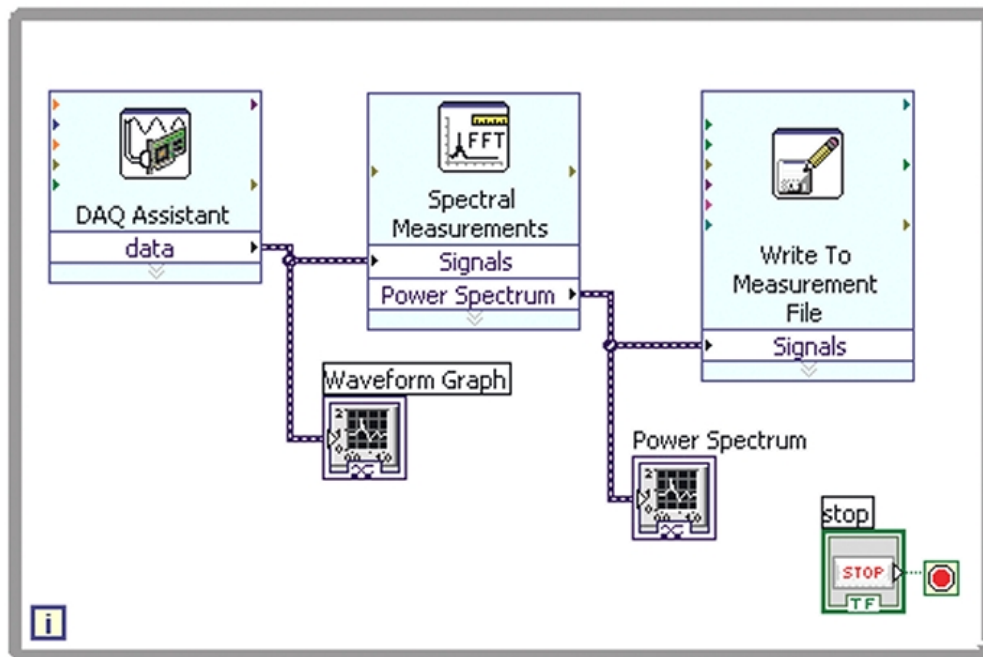 DAQ Assistant
data
FFT
Spectral
Measurements
Signals
Power Spectrum
Write To
Measurement
File
Signals
Waveform Graph
Power Spectrum
stop
STOP
TF
i